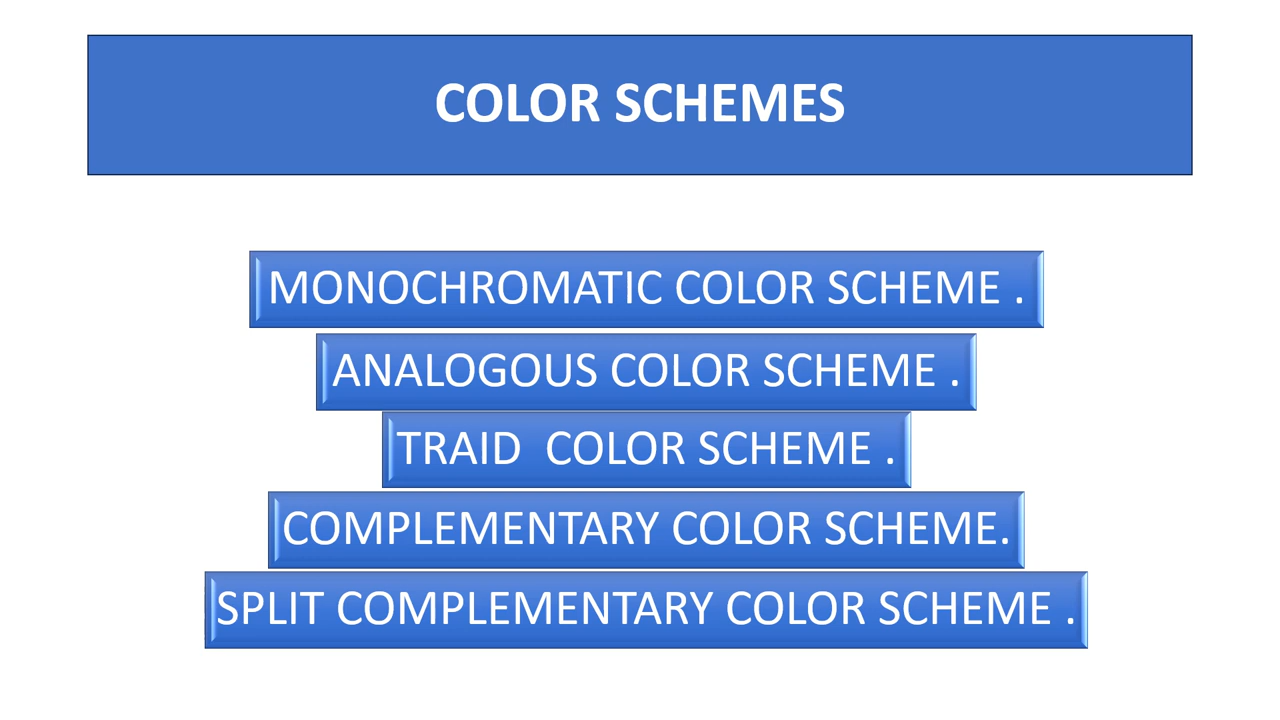 COLOR SCHEMES
MONOCHROMATIC COLOR SCHEME .
ANALOGOUS COLOR SCHEME .
TRAID  COLOR SCHEME .
COMPLEMENTARY COLOR SCHEME.
SPLIT COMPLEMENTARY COLOR SCHEME .